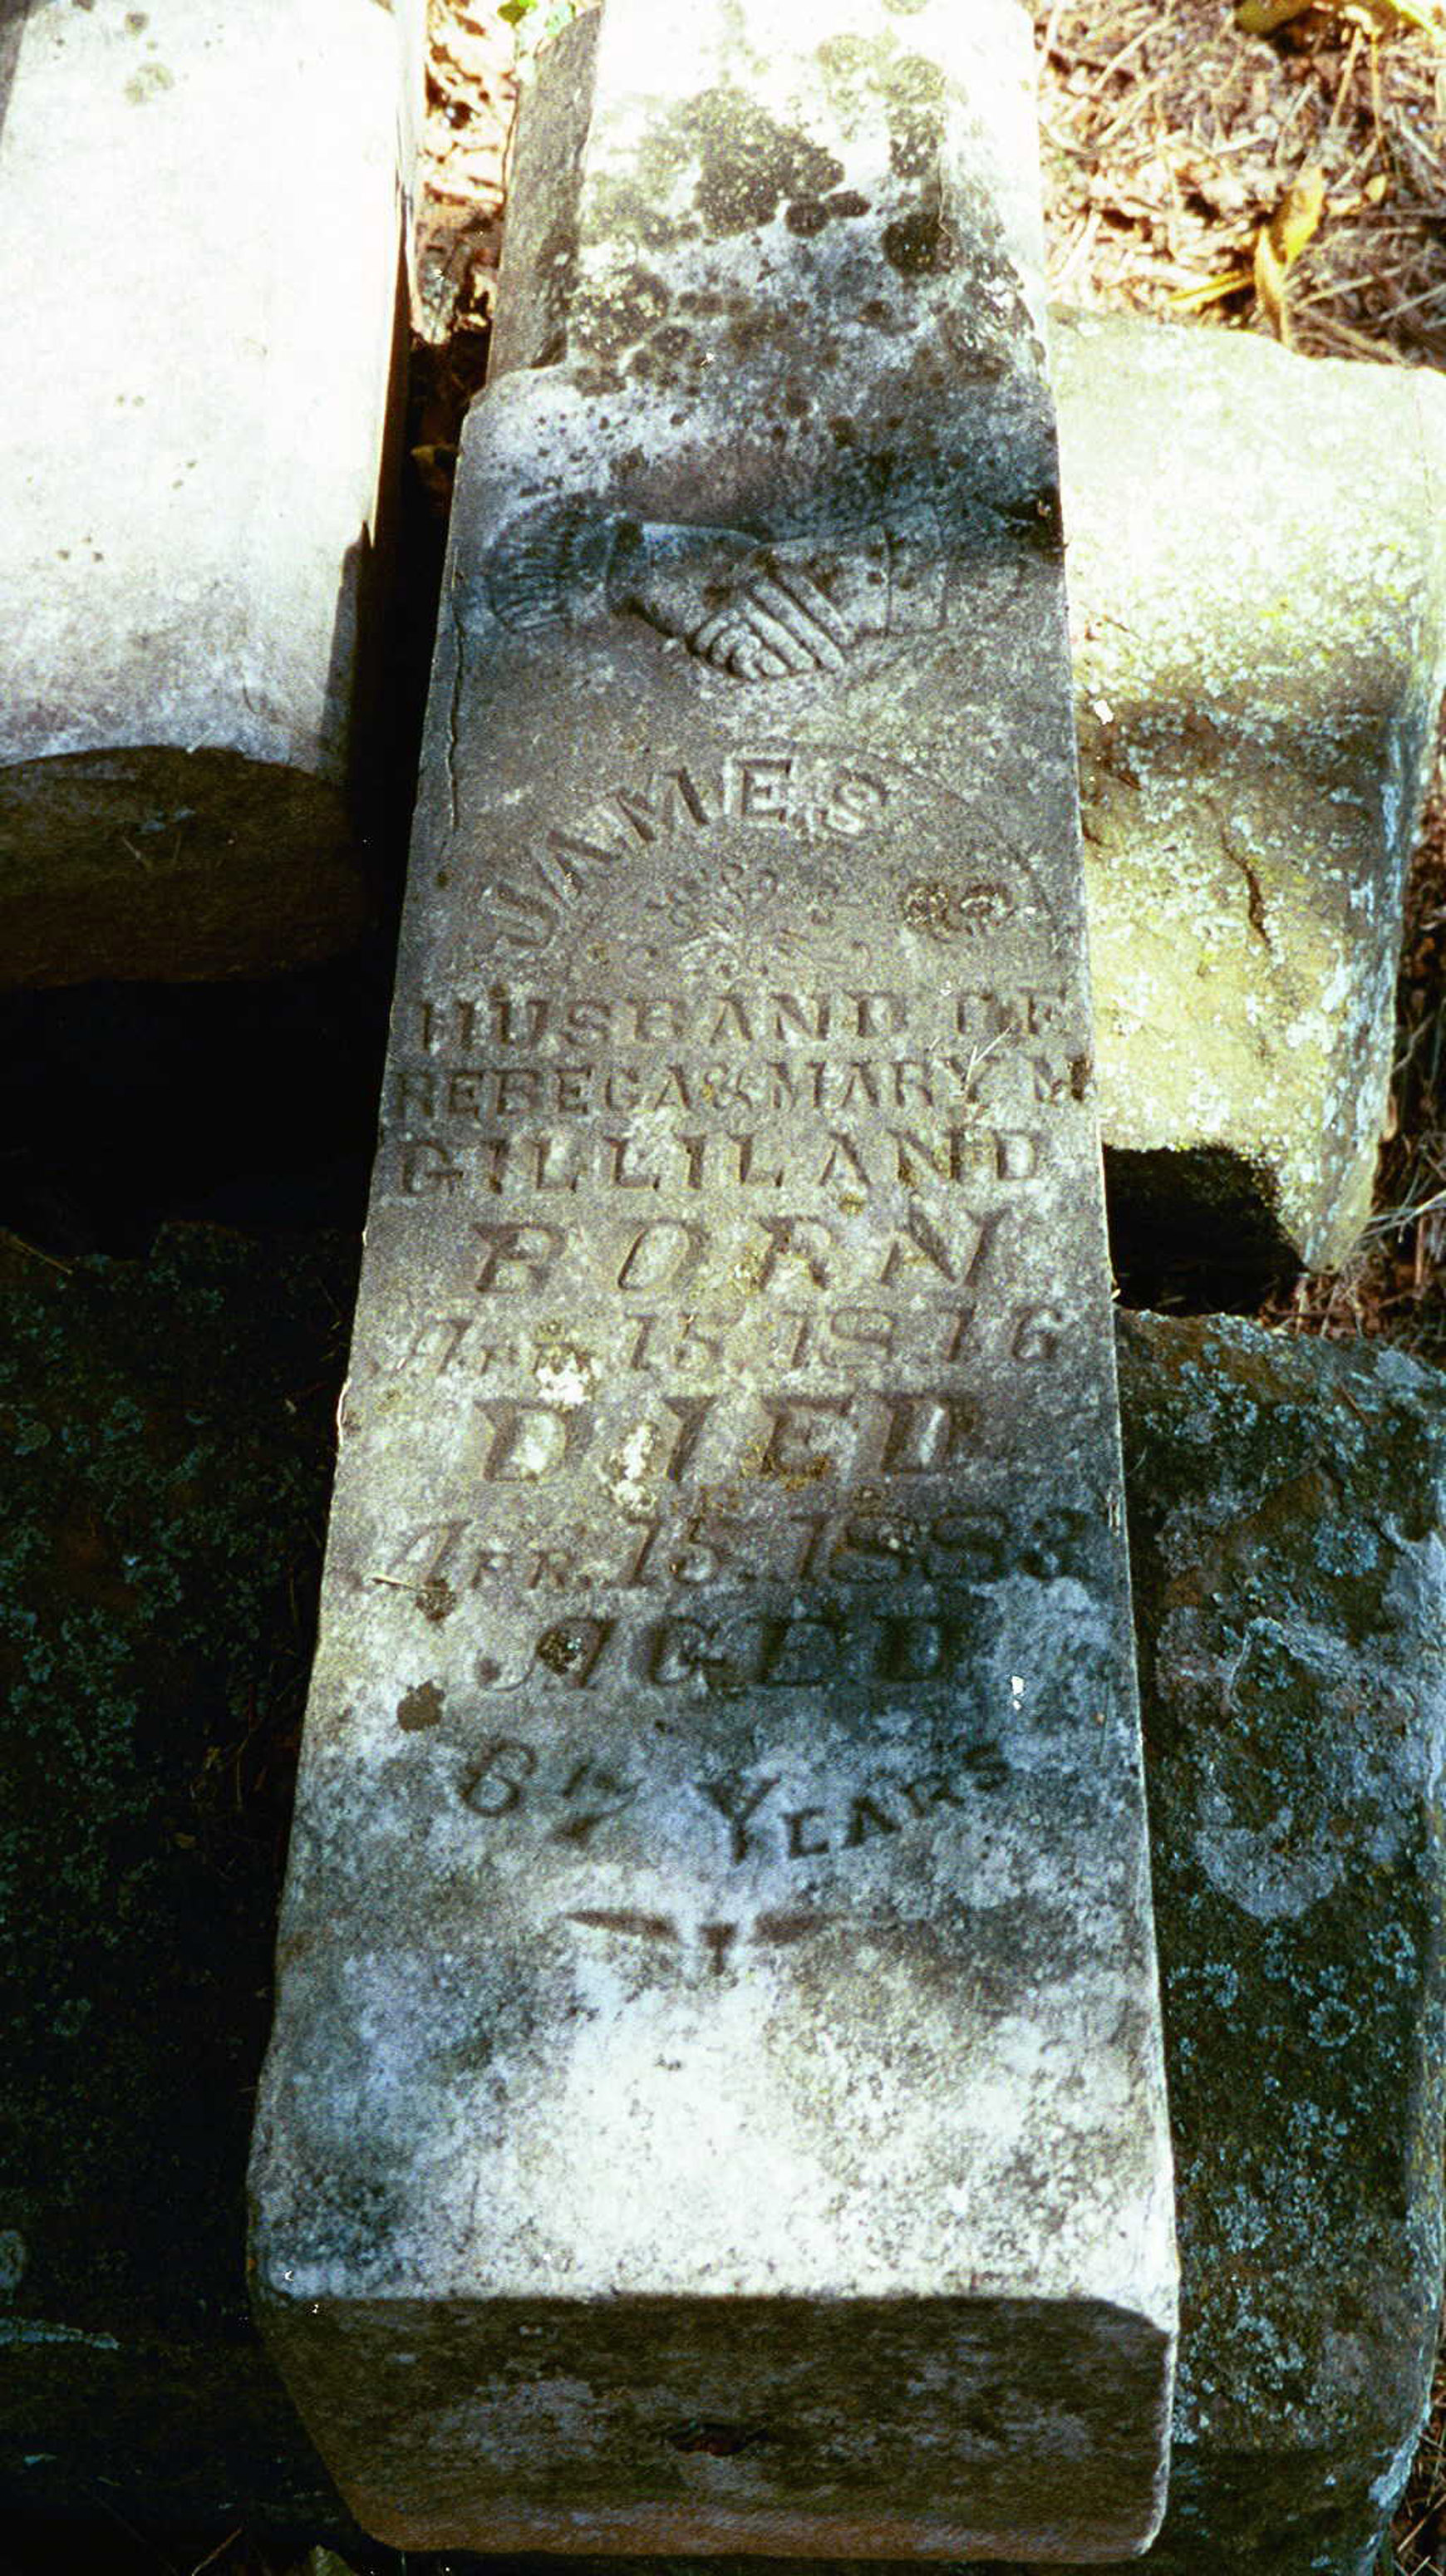 JAMES
HUSBAND OF
REBECA & MARY M
GILLILAND
BORN
APR. 15, 1816
DIED
APR. 15, 1883
AGED
67 YEARS